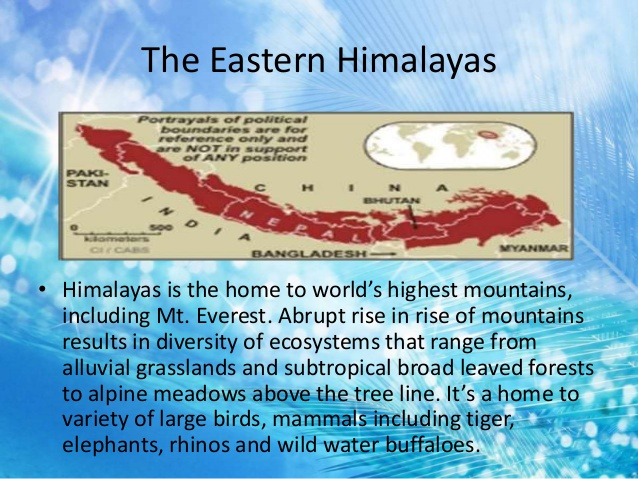 The Eastern Himalayas
Portrayals of political
boundaries are for
reference only and
are NOT in support
of ANY position
PAKI-
STAN
CHINA
BHUTAN
INDIA
NEPAL
0 500
kilometers
CI / CABS
BANGLADESH
MYANMAR
• Himalayas is the home to world’s highest mountains,
including Mt. Everest. Abrupt rise in rise of mountains
results in diversity of ecosystems that range from
alluvial grasslands and subtropical broad leaved forests
to alpine meadows above the tree line. It’s a home to
variety of large birds, mammals including tiger,
elephants, rhinos and wild water buffaloes.